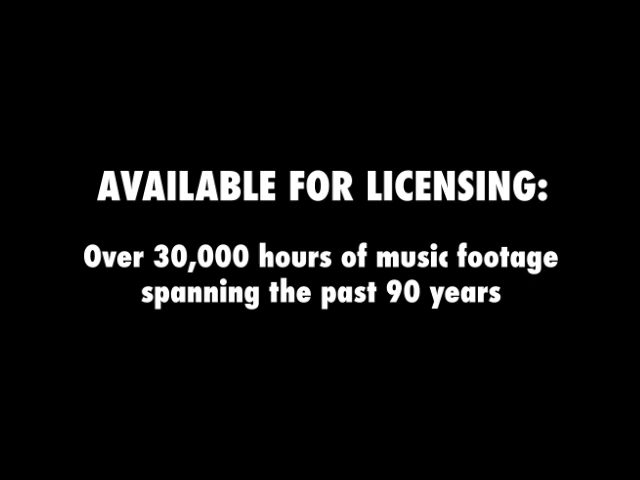 AVAILABLE FOR LICENSING:
Over 30,000 hours of music footage
spanning the past 90 years